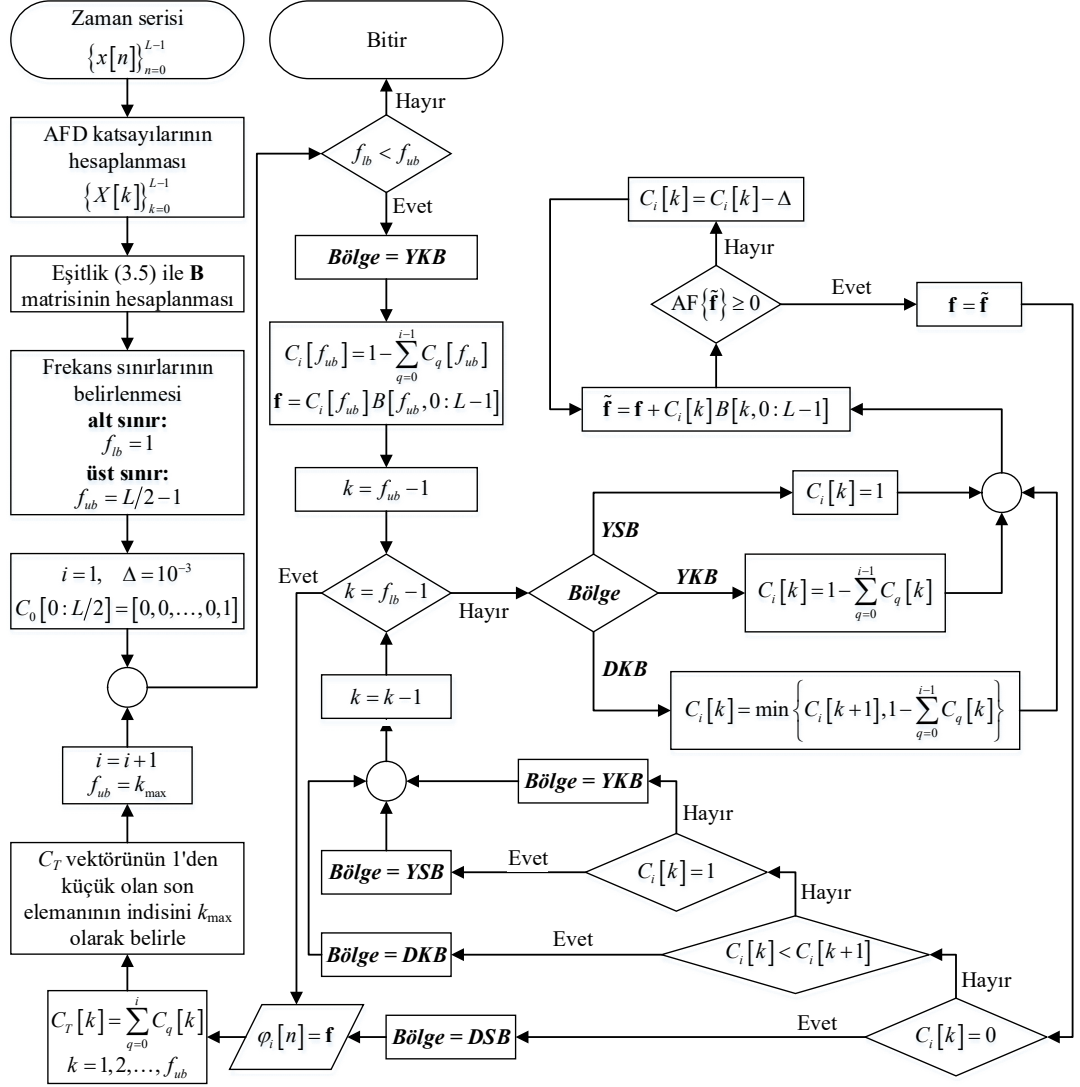 Zaman serisi
{x[n]}_{n=0}^{L-1}
AFD katsayılarının
hesaplanması
{X[k]}_{k=0}^{L-1}
Eşitlik (3.5) ile B
matrisinin hesaplanması
Frekans sınırlarının
belirlenmesi
alt sınır:
f_{lb} = 1
üst sınır:
f_{ub} = L/2 − 1
i = 1, Δ = 10^{-3}
C_0[0 : L/2] = [0, 0, …, 0, 1]
i = i + 1
f_{ub} = k_{max}
C_T vektörünün 1'den
küçük olan son
elemanının indisini k_{max}
olarak belirle
C_T[k] = ∑_{q=0}^{i} C_q[k]
k = 1, 2, …, f_{ub}
Bitir
Hayır
f_{lb} < f_{ub}
Evet
Bölge = YKB
C_i[f_{ub}] = 1 − ∑_{q=0}^{i-1} C_q[f_{ub}]
f = C_i[f_{ub}] B[f_{ub}, 0 : L − 1]
k = f_{ub} − 1
Evet
k = f_{lb} − 1
Hayır
k = k − 1
Bölge = YKB
Bölge = YSB
Bölge = DKB
φ_i[n] = f
Bölge = DSB
C_i[k] = C_i[k] − Δ
Hayır
AF{f̃} ≥ 0
Evet
f = f̃
f̃ = f + C_i[k] B[k, 0 : L − 1]
YSB
C_i[k] = 1
Bölge
YKB
C_i[k] = 1 − ∑_{q=0}^{i-1} C_q[k]
DKB
C_i[k] = min{C_i[k + 1], 1 − ∑_{q=0}^{i-1} C_q[k]}
Hayır
Evet
C_i[k] = 1
Hayır
Evet
C_i[k] < C_i[k + 1]
Hayır
Evet
C_i[k] = 0